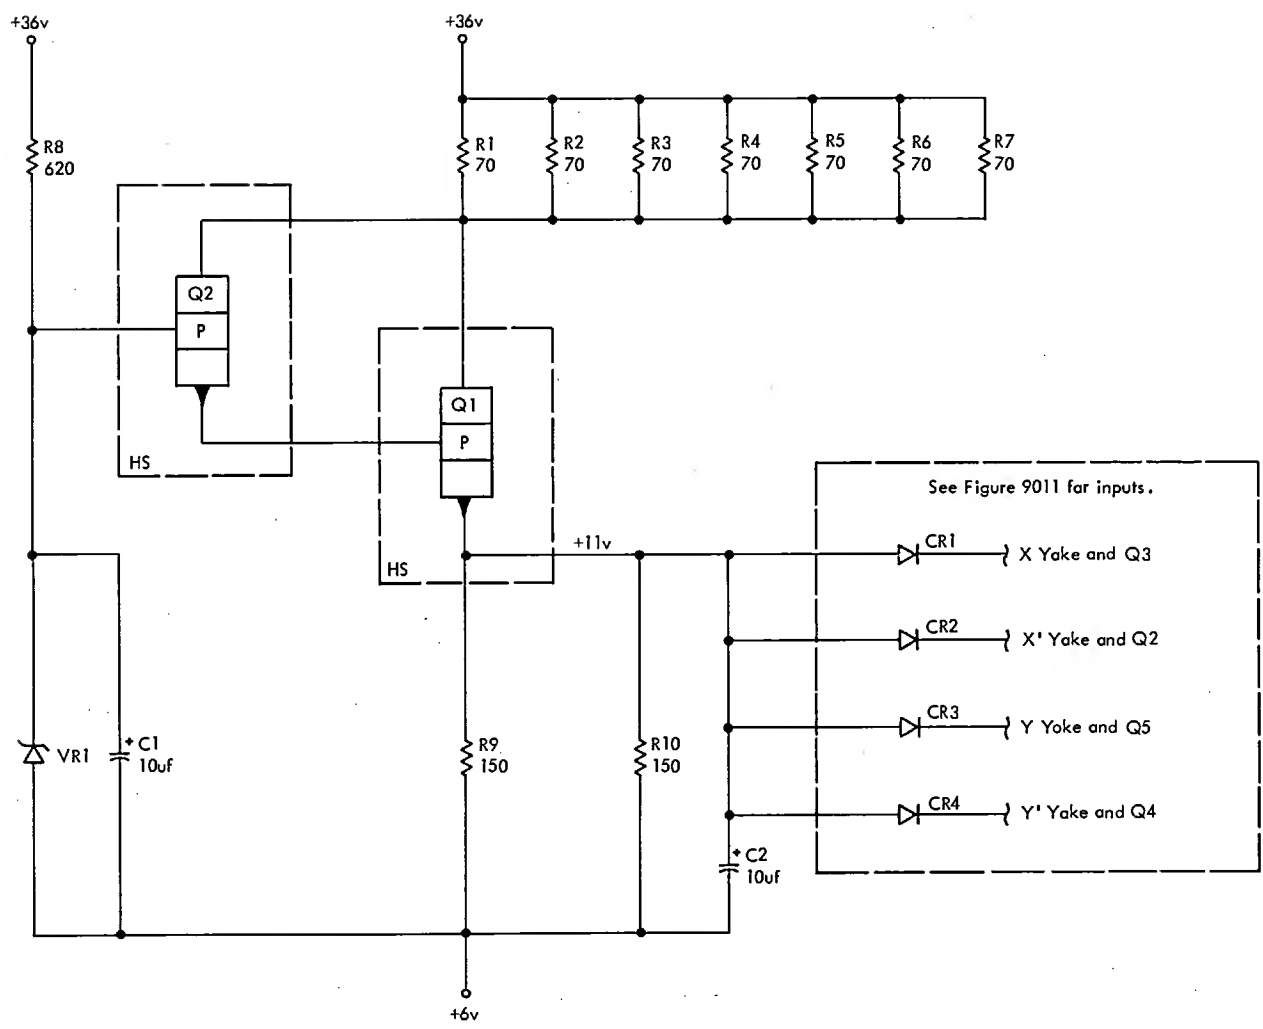 +36v
+36v
R8
620
R1
70
R2
70
R3
70
R4
70
R5
70
R6
70
R7
70
Q2
P
HS
Q1
P
HS
See Figure 9011 far inputs.
+11v
CR1
X Yake and Q3
CR2
X' Yake and Q2
CR3
Y Yoke and Q5
CR4
Y' Yake and Q4
VR1
+ C1
10uf
R9
150
R10
150
+ C2
10uf
+6v